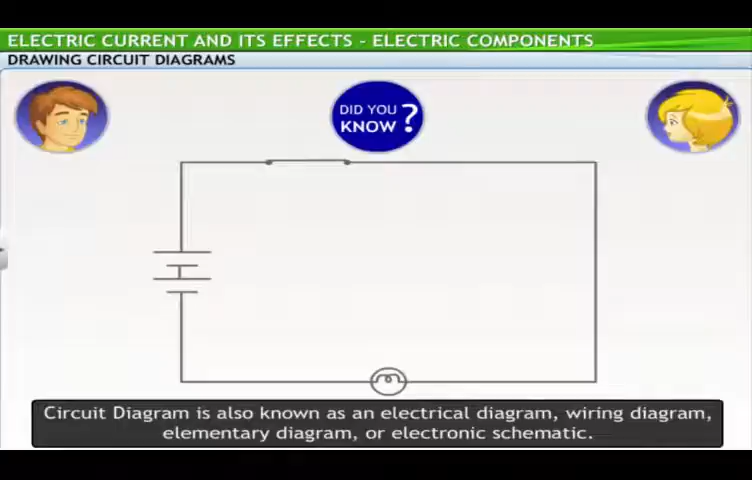 ELECTRIC CURRENT AND ITS EFFECTS - ELECTRIC COMPONENTS
DRAWING CIRCUIT DIAGRAMS
DID YOU
KNOW ?
Circuit Diagram is also known as an electrical diagram, wiring diagram,
elementary diagram, or electronic schematic.